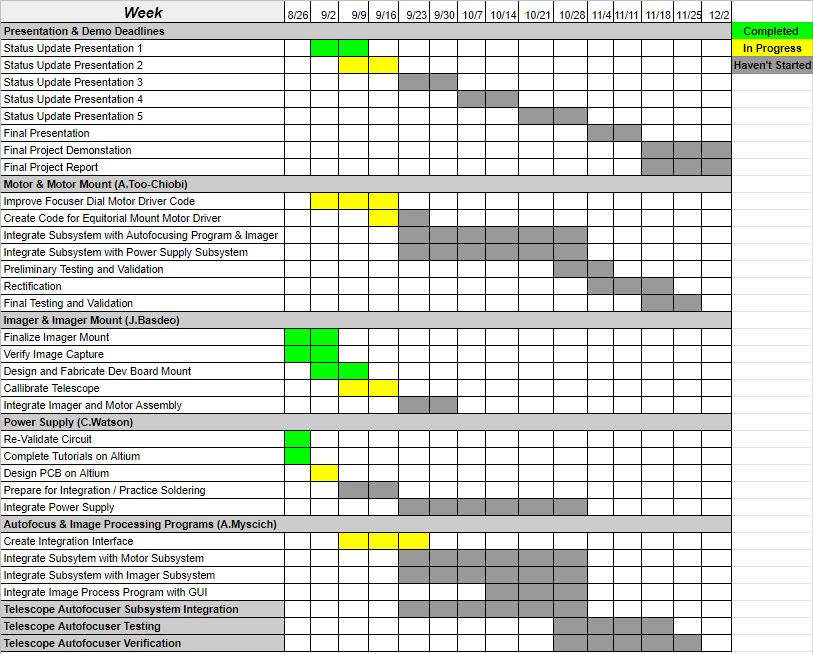 Week 8/26 9/2 9/9 9/16 9/23 9/30 10/7 10/14 10/21 10/28 11/4 11/11 11/18 11/25 12/2
Presentation & Demo Deadlines Completed
Status Update Presentation 1 In Progress
Status Update Presentation 2 Haven't Started
Status Update Presentation 3
Status Update Presentation 4
Status Update Presentation 5
Final Presentation
Final Project Demonstation
Final Project Report
Motor & Motor Mount (A.Too-Chiobi)
Improve Focuser Dial Motor Driver Code
Create Code for Equitorial Mount Motor Driver
Integrate Subsystem with Autofocusing Program & Imager
Integrate Subsystem with Power Supply Subsystem
Preliminary Testing and Validation
Rectification
Final Testing and Validation
Imager & Imager Mount (J.Basdeo)
Finalize Imager Mount
Verify Image Capture
Design and Fabricate Dev Board Mount
Callibrate Telescope
Integrate Imager and Motor Assembly
Power Supply (C.Watson)
Re-Validate Circuit
Complete Tutorials on Altium
Design PCB on Altium
Prepare for Integration / Practice Soldering
Integrate Power Supply
Autofocus & Image Processing Programs (A.Myscich)
Create Integration Interface
Integrate Subsytem with Motor Subsystem
Integrate Subsystem with Imager Subsystem
Integrate Image Process Program with GUI
Telescope Autofocuser Subsystem Integration
Telescope Autofocuser Testing
Telescope Autofocuser Verification